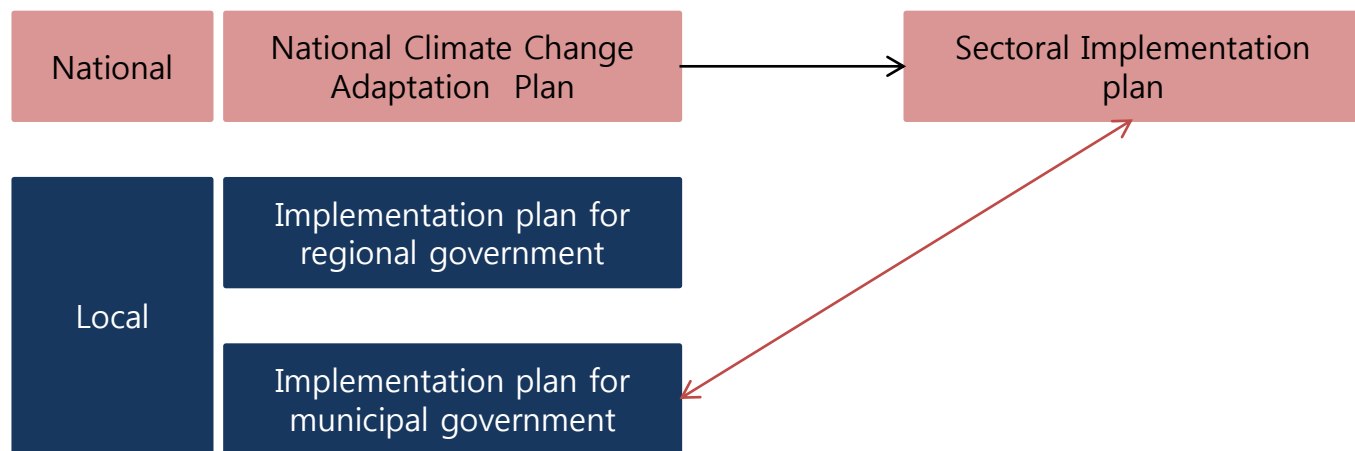 National
National Climate Change
Adaptation Plan
Sectoral Implementation
plan
Local
Implementation plan for
regional government
Implementation plan for
municipal government